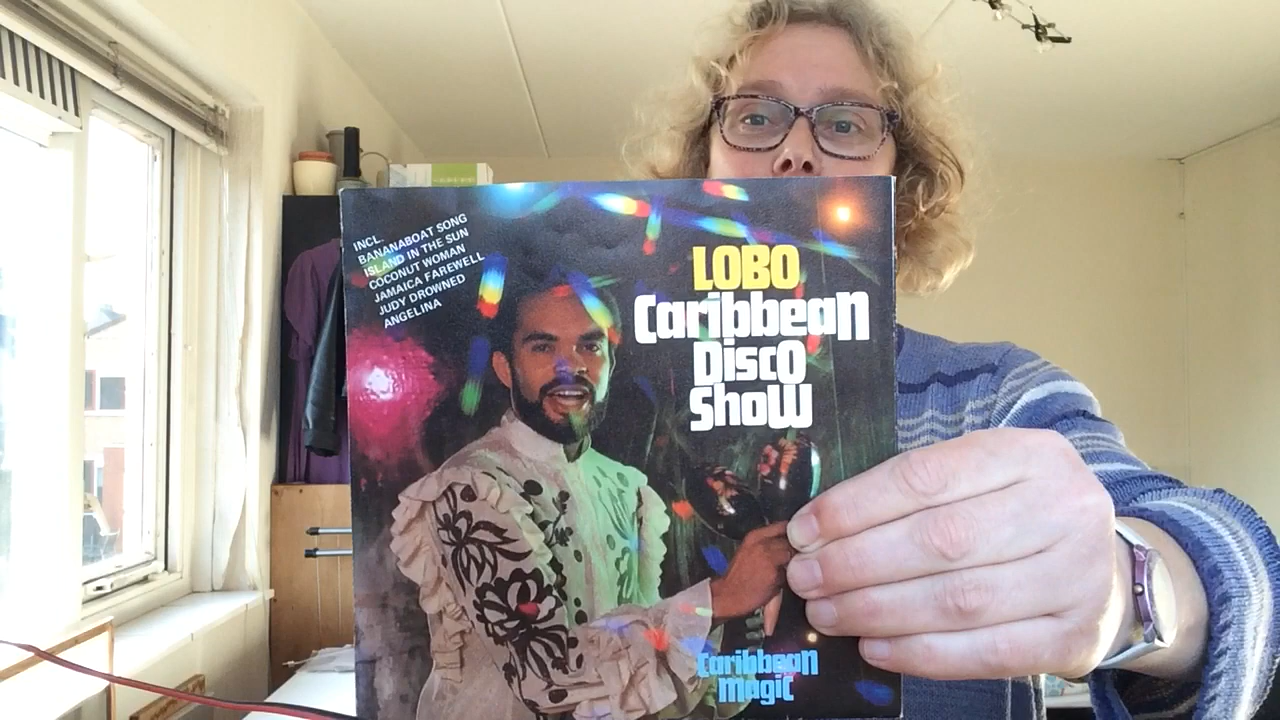 INCL.
BANANABOAT SONG
ISLAND IN THE SUN
COCONUT WOMAN
JAMAICA FAREWELL
JUDY DROWNED
ANGELINA
LOBO
Caribbean
Disco
Show
Caribbean
Magic